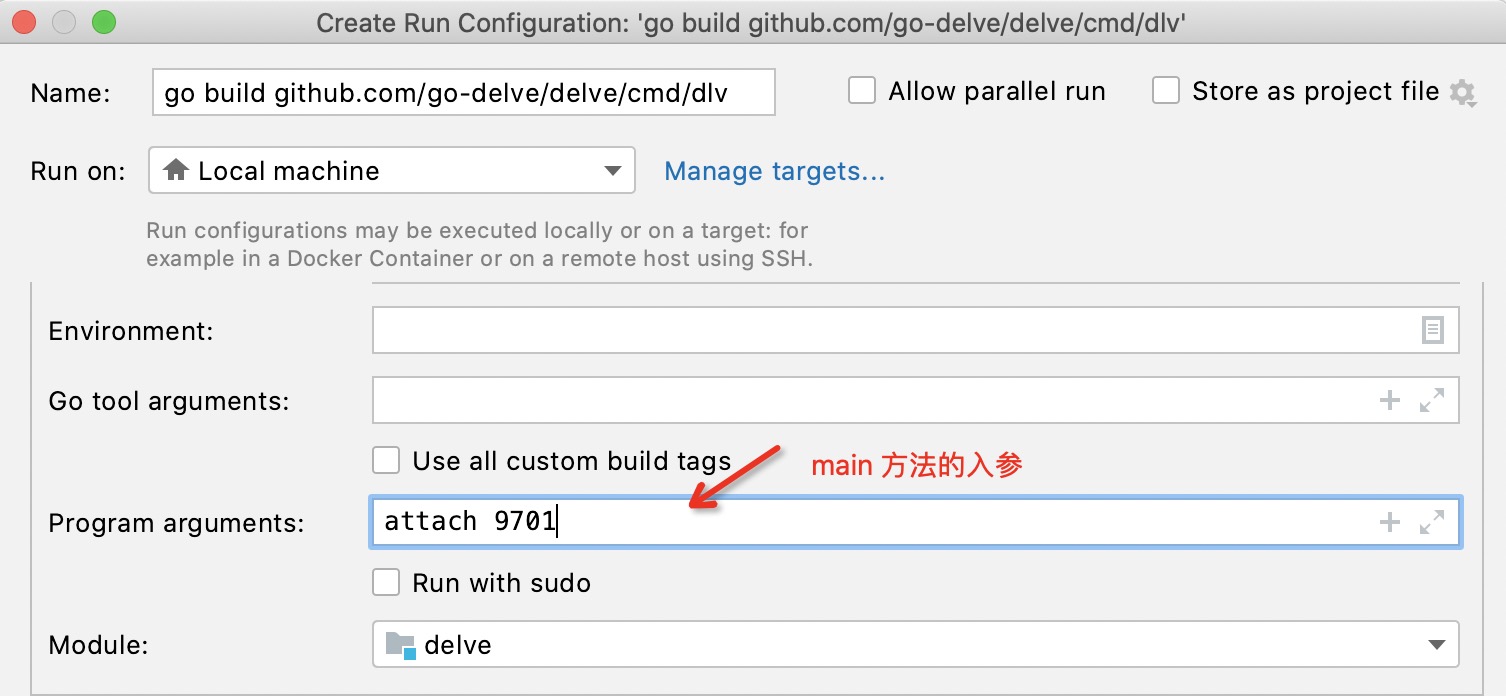 Create Run Configuration: 'go build github.com/go-delve/delve/cmd/dlv'
Name: go build github.com/go-delve/delve/cmd/dlv Allow parallel run Store as project file
Run on: Local machine Manage targets...
Run configurations may be executed locally or on a target: for
example in a Docker Container or on a remote host using SSH.
Environment:
Go tool arguments:
Use all custom build tags main 方法的入参
Program arguments: attach 9701
Run with sudo
Module: delve